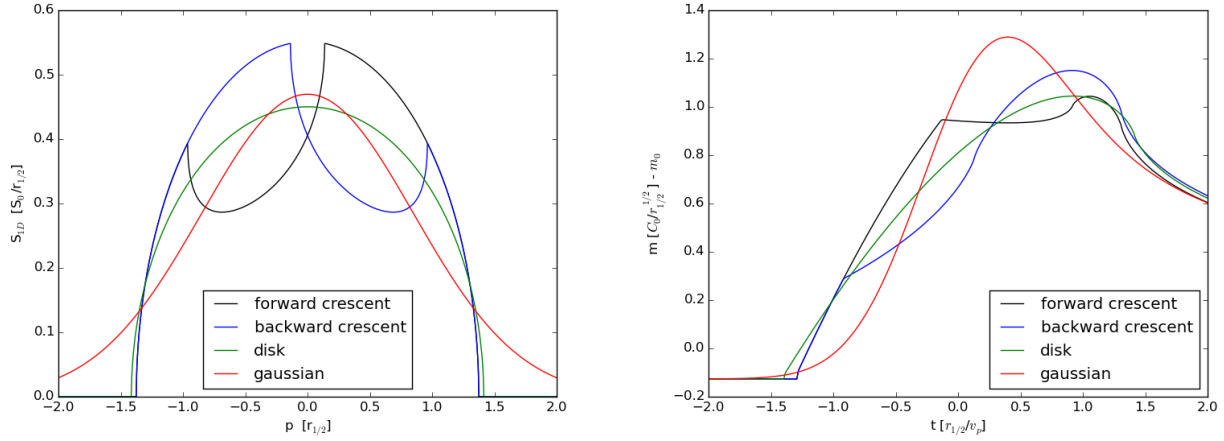 0.6
0.5
0.4
0.3
0.2
0.1
0.0
S₁D [S₀/r₁/₂]
−2.0 −1.5 −1.0 −0.5 0.0 0.5 1.0 1.5 2.0
p [r₁/₂]
forward crescent
backward crescent
disk
gaussian
1.4
1.2
1.0
0.8
0.6
0.4
0.2
0.0
−0.2
m [C₀/r₁/₂^1/2] - m₀
−2.0 −1.5 −1.0 −0.5 0.0 0.5 1.0 1.5 2.0
t [r₁/₂/vₚ]
forward crescent
backward crescent
disk
gaussian